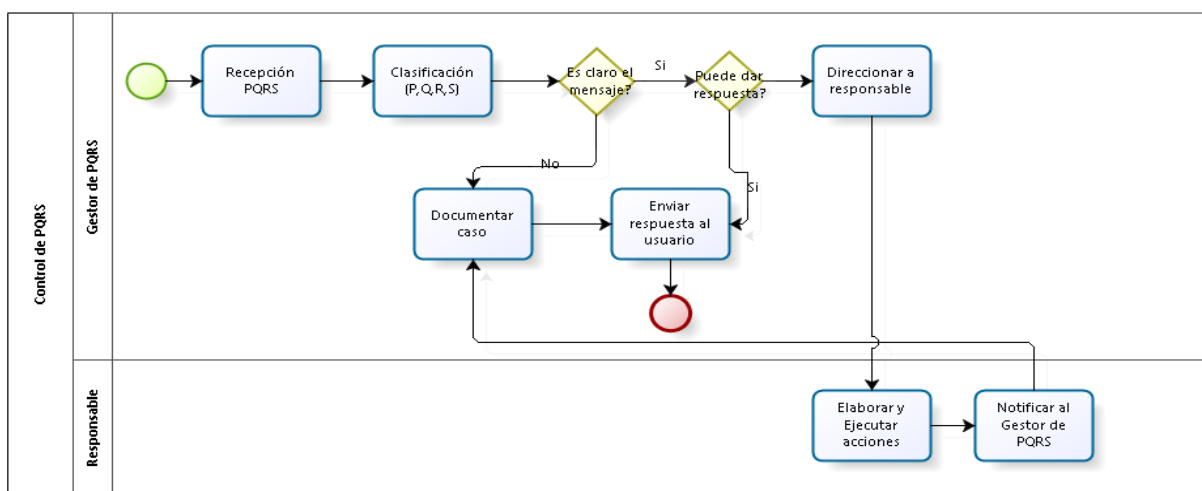 Control de PQRS
Gestor de PQRS
Recepción
PQRS
Clasificación
(P,Q,R,S)
Es claro el
mensaje?
Si
Puede dar
respuesta?
Direccionar a
responsable
No
Si
Documentar
caso
Enviar
respuesta al
usuario
Responsable
Elaborar y
Ejecutar
acciones
Notificar al
Gestor de
PQRS